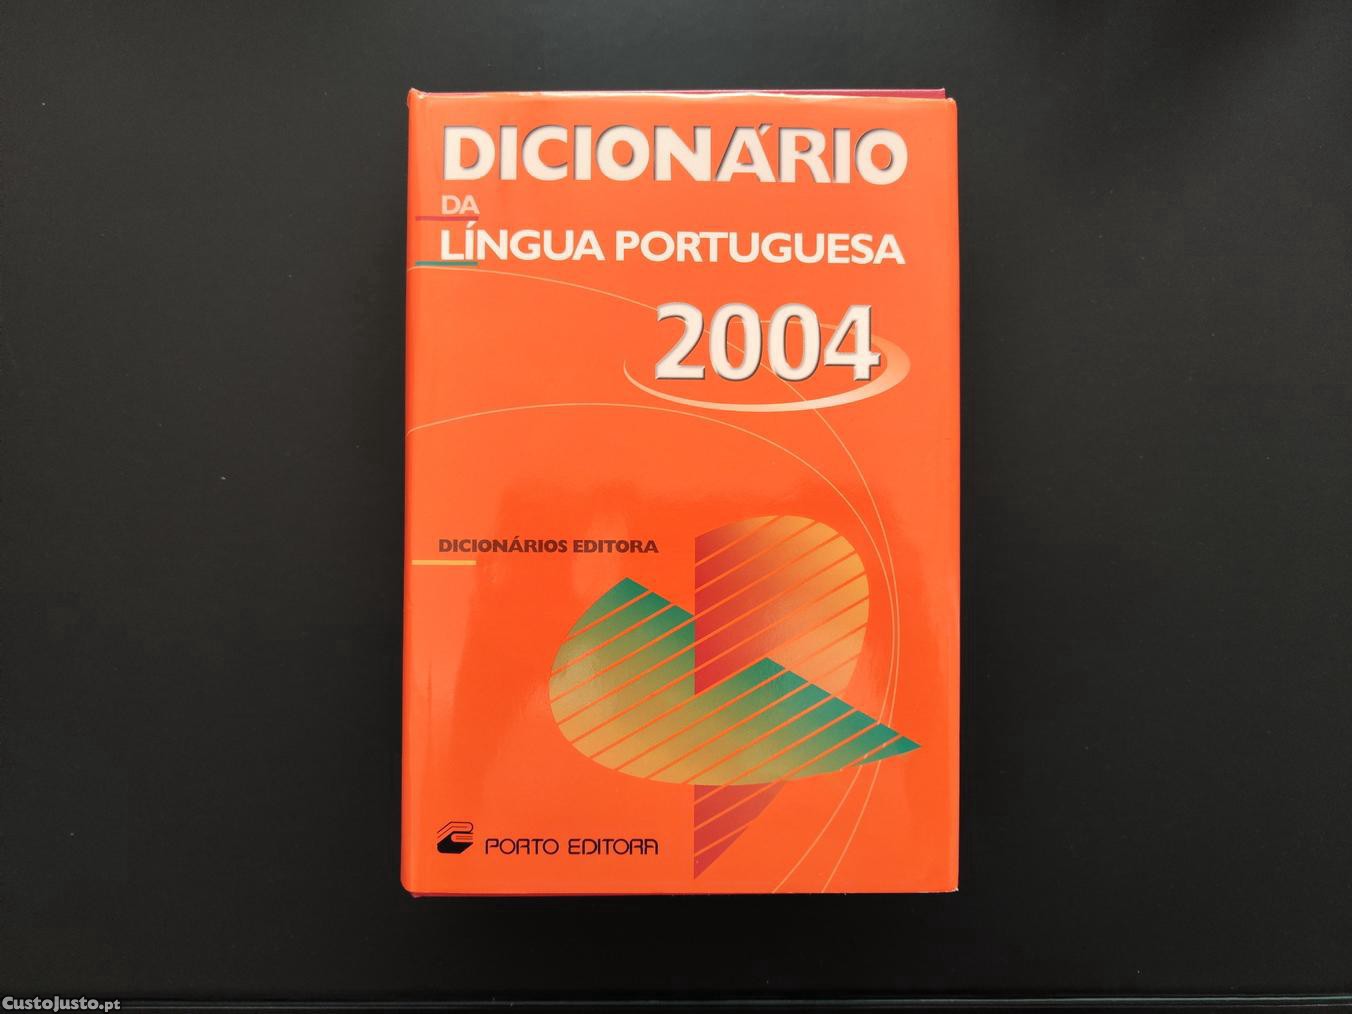 DICIONÁRIO
DA
LÍNGUA PORTUGUESA
2004
DICIONÁRIOS EDITORA
PORTO EDITORA
CustoJusto.pt